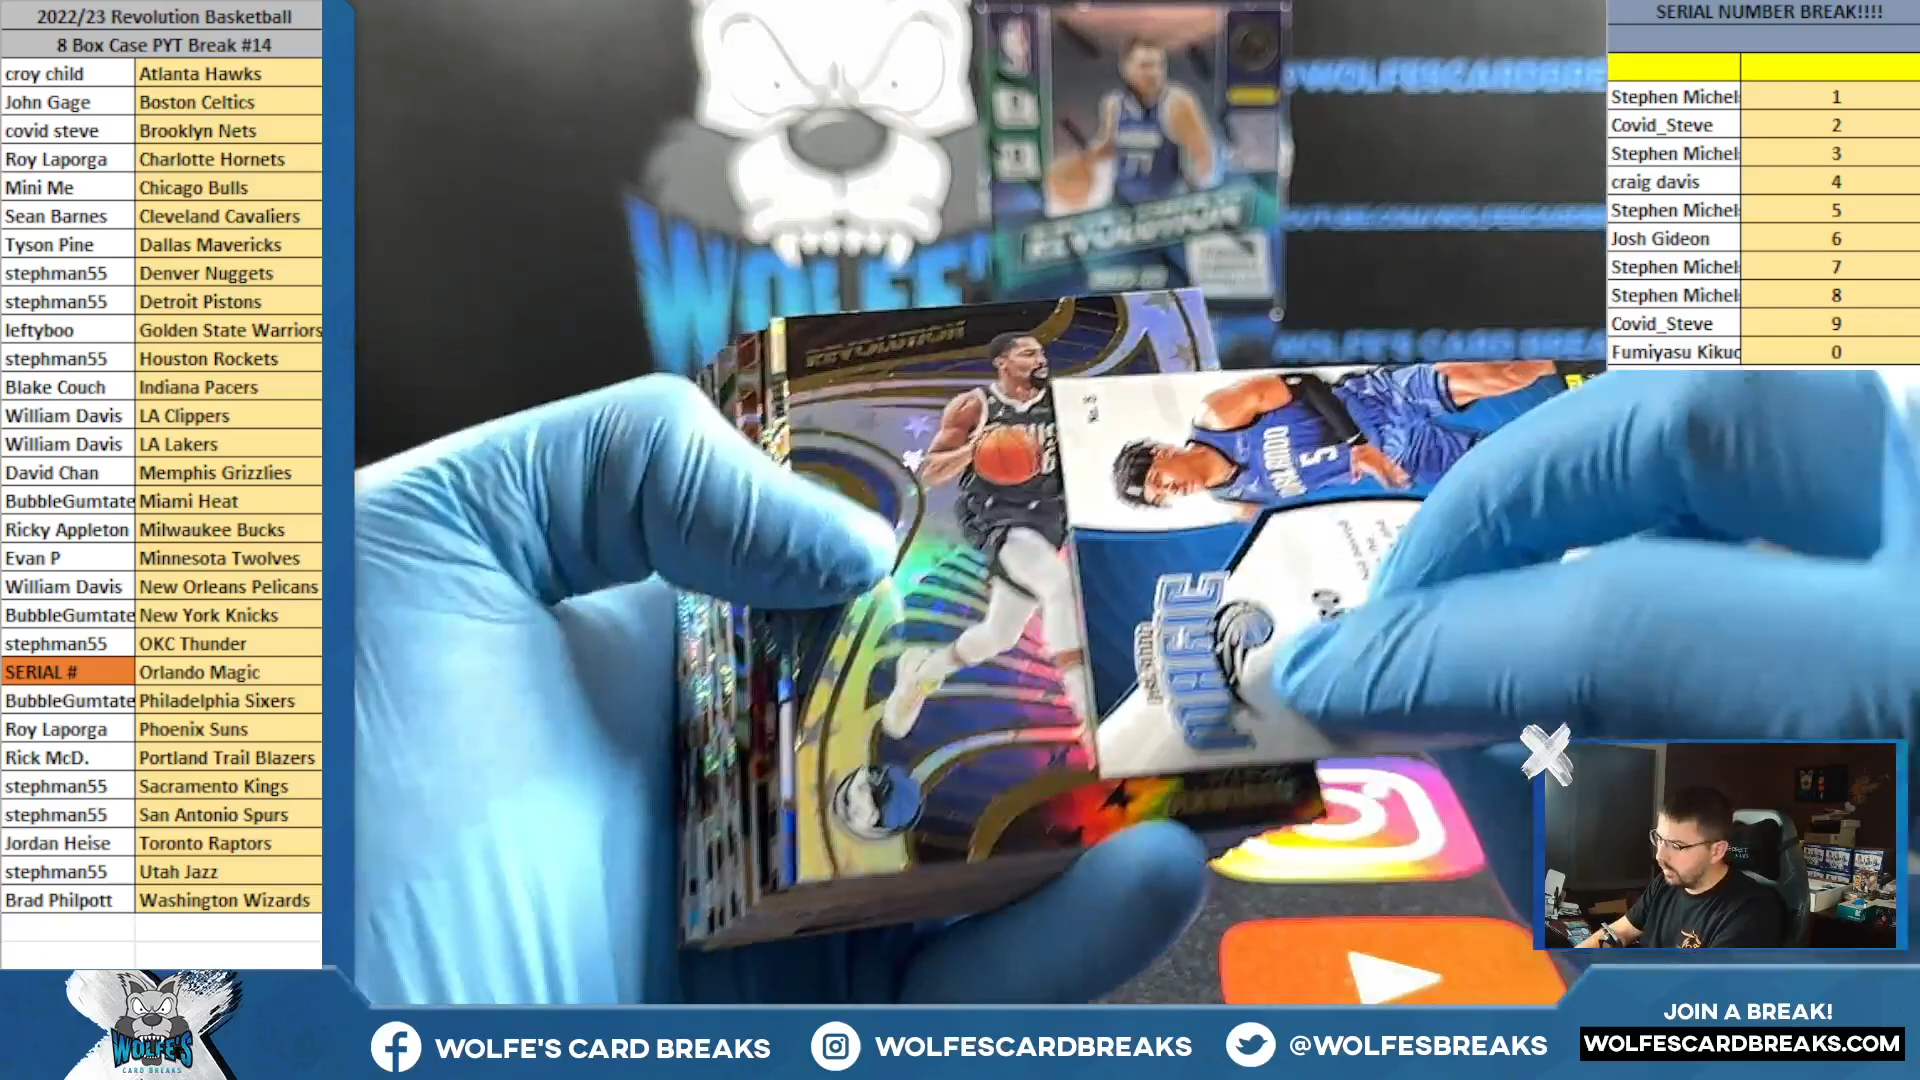 2022/23 Revolution Basketball
8 Box Case PYT Break #14
croy child Atlanta Hawks
John Gage Boston Celtics
covid steve Brooklyn Nets
Roy Laporga Charlotte Hornets
Mini Me Chicago Bulls
Sean Barnes Cleveland Cavaliers
Tyson Pine Dallas Mavericks
stephman55 Denver Nuggets
stephman55 Detroit Pistons
leftyboo Golden State Warriors
stephman55 Houston Rockets
Blake Couch Indiana Pacers
William Davis LA Clippers
William Davis LA Lakers
David Chan Memphis Grizzlies
BubbleGumtate Miami Heat
Ricky Appleton Milwaukee Bucks
Evan P Minnesota Twolves
William Davis New Orleans Pelicans
BubbleGumtate New York Knicks
stephman55 OKC Thunder
SERIAL # Orlando Magic
BubbleGumtate Philadelphia Sixers
Roy Laporga Phoenix Suns
Rick McD. Portland Trail Blazers
stephman55 Sacramento Kings
stephman55 San Antonio Spurs
Jordan Heise Toronto Raptors
stephman55 Utah Jazz
Brad Philpott Washington Wizards
SERIAL NUMBER BREAK!!!!
Stephen Michel 1
Covid_Steve 2
Stephen Michel 3
craig davis 4
Stephen Michel 5
Josh Gideon 6
Stephen Michel 7
Stephen Michel 8
Covid_Steve 9
Fumiyasu Kikuc 0
WOLFE'
REVOLUTION
77
REVOLUTION
ORLANDO
5
MAGIC
WOLFE'S
CARD BREAKS
WOLFE'S CARD BREAKS
WOLFESCARDBREAKS
@WOLFESBREAKS
JOIN A BREAK!
WOLFESCARDBREAKS.COM